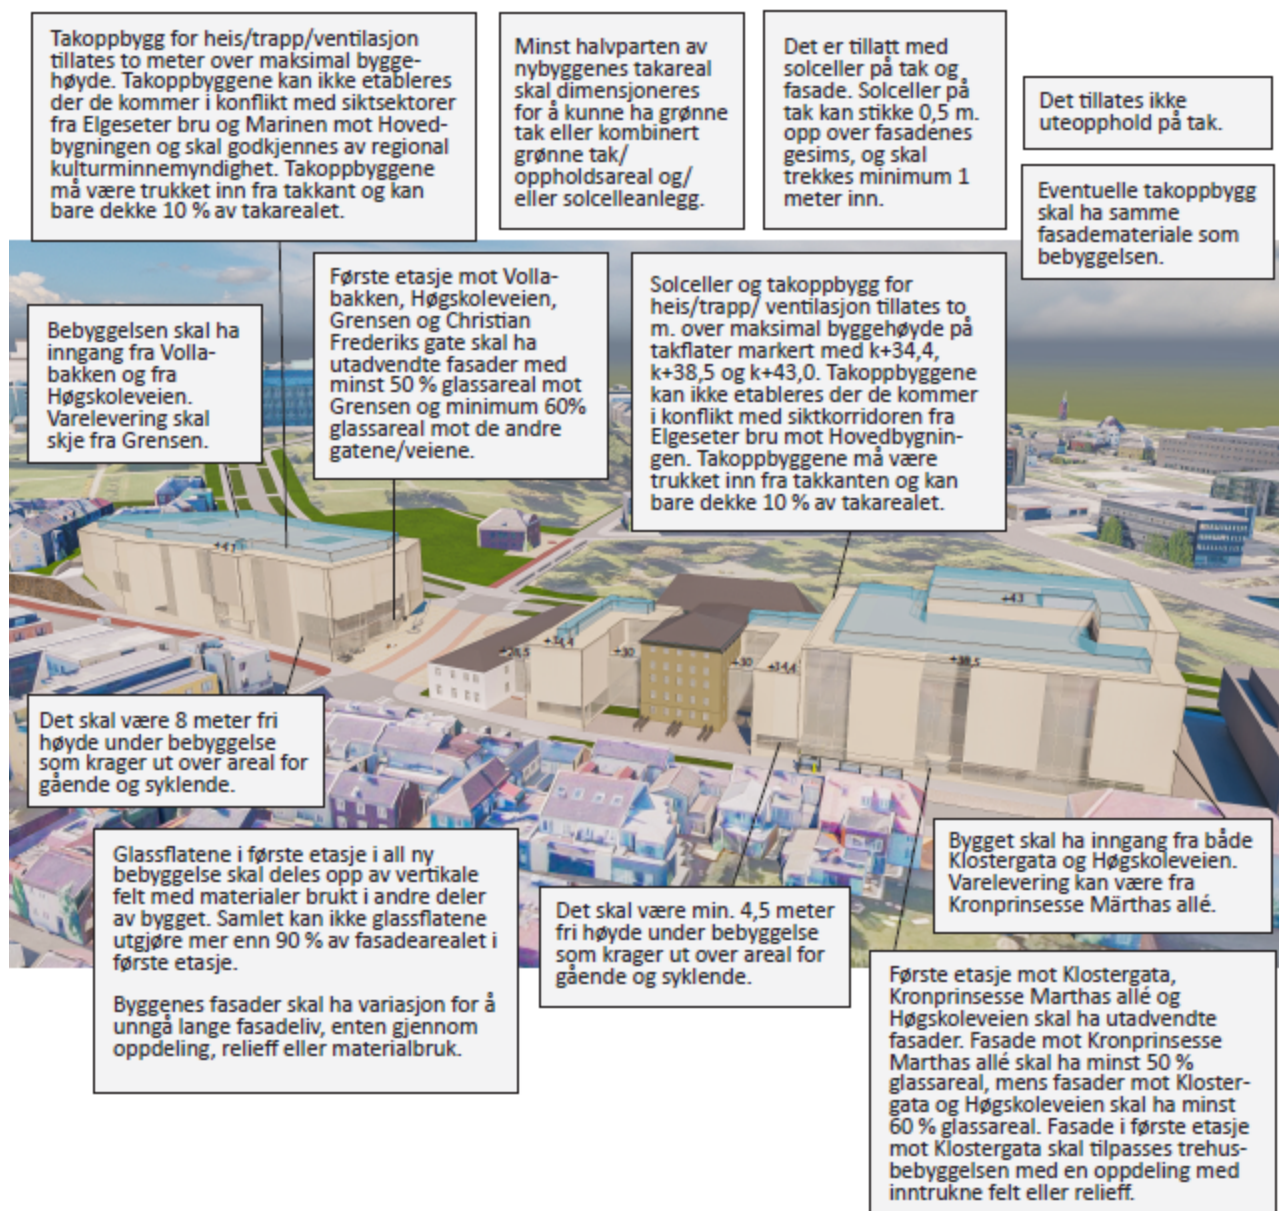 Takoppbygg for heis/trapp/ventilasjon
tillates to meter over maksimal bygge-
høyde. Takoppbyggene kan ikke etableres
der de kommer i konflikt med siktsektorer
fra Elgeseter bru og Marinen mot Hoved-
bygningen og skal godkjennes av regional
kulturminnemyndighet. Takoppbyggene
må være trukket inn fra takkant og kan
bare dekke 10 % av takarealet.
Minst halvparten av
nybyggenes takareal
skal dimensjoneres
for å kunne ha grønne
tak eller kombinert
grønne tak/
oppholdsareal og/
eller solcelleanlegg.
Det er tillatt med
solceller på tak og
fasade. Solceller på
tak kan stikke 0,5 m.
opp over fasadenes
gesims, og skal
trekkes minimum 1
meter inn.
Det tillates ikke
uteopphold på tak.
Eventuelle takoppbygg
skal ha samme
fasademateriale som
bebyggelsen.
Bebyggelsen skal ha
inngang fra Volla-
bakken og fra
Høgskoleveien.
Varelevering skal
skje fra Grensen.
Første etasje mot Volla-
bakken, Høgskoleveien,
Grensen og Christian
Frederiks gate skal ha
utadvendte fasader med
minst 50 % glassareal mot
Grensen og minimum 60%
glassareal mot de andre
gatene/veiene.
Solceller og takoppbygg for
heis/trapp/ ventilasjon tillates to
m. over maksimal byggehøyde på
takflater markert med k+34,4,
k+38,5 og k+43,0. Takoppbyggene
kan ikke etableres der de kommer
i konflikt med siktkorridoren fra
Elgeseter bru mot Hovedbygnin-
gen. Takoppbyggene må være
trukket inn fra takkanten og kan
bare dekke 10 % av takarealet.
+43
+34,4
+30
+30
+34,4
+38,5
Det skal være 8 meter fri
høyde under bebyggelse
som krager ut over areal for
gående og syklende.
Glassflatene i første etasje i all ny
bebyggelse skal deles opp av vertikale
felt med materialer brukt i andre deler
av bygget. Samlet kan ikke glassflatene
utgjøre mer enn 90 % av fasadearealet i
første etasje.
Byggenes fasader skal ha variasjon for å
unngå lange fasadeliv, enten gjennom
oppdeling, relieff eller materialbruk.
Det skal være min. 4,5 meter
fri høyde under bebyggelse
som krager ut over areal for
gående og syklende.
Bygget skal ha inngang fra både
Klostergata og Høgskoleveien.
Varelevering kan være fra
Kronprinsesse Märthas allé.
Første etasje mot Klostergata,
Kronprinsesse Marthas allé og
Høgskoleveien skal ha utadvendte
fasader. Fasade mot Kronprinsesse
Marthas allé skal ha minst 50 %
glassareal, mens fasader mot Kloster-
gata og Høgskoleveien skal ha minst
60 % glassareal. Fasade i første etasje
mot Klostergata skal tilpasses trehus-
bebyggelsen med en oppdeling med
inntrukne felt eller relieff.